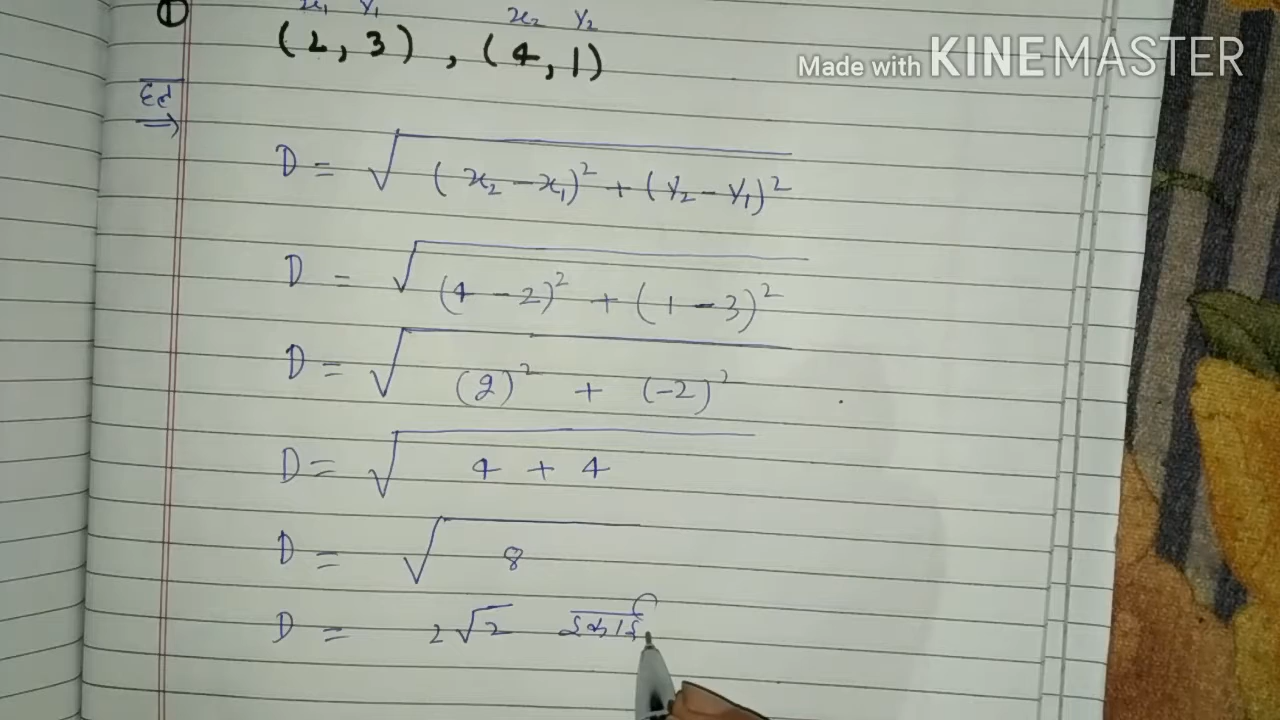 ①
x₁ y₁ x₂ y₂
(2, 3) , (4, 1)
Made with KINEMASTER
हल
D = √(x₂ - x₁)² + (y₂ - y₁)²
D = √(4 - 2)² + (1 - 3)²
D = √(2)² + (-2)²
D = √4 + 4
D = √8
D = 2√2